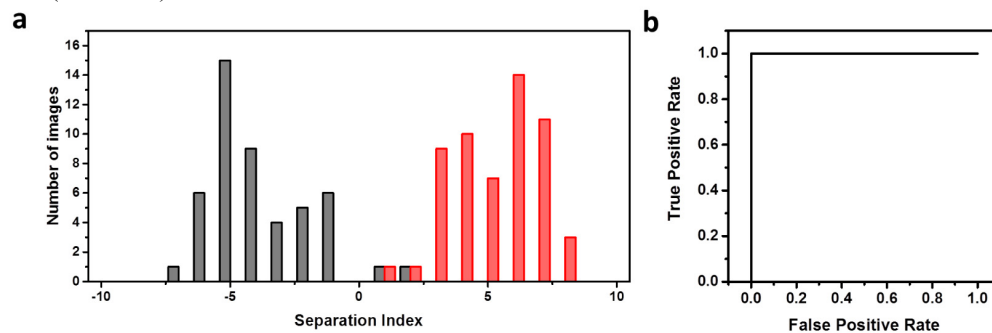 a
b
16
14
12
10
8
6
4
2
0
Number of images
-10
-5
0
5
10
Separation Index
1.0
0.8
0.6
0.4
0.2
0.0
True Positive Rate
0.0 0.2 0.4 0.6 0.8 1.0
False Positive Rate